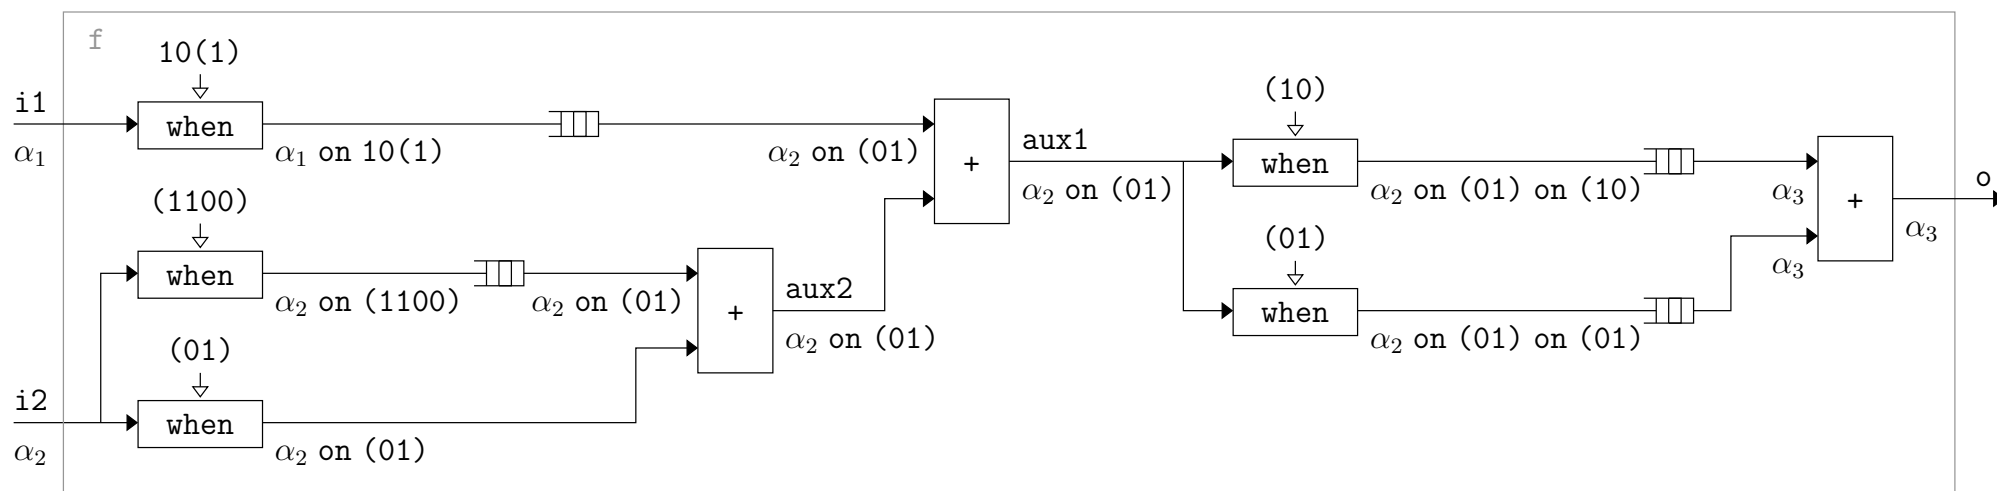 f
10(1)
i1
when
α₁
α₁ on 10(1)
α₂ on (01)
+
aux1
α₂ on (01)
(10)
when
α₂ on (01) on (10)
α₃
+
o
α₃
(1100)
when
α₂ on (1100)
α₂ on (01)
+
aux2
α₂ on (01)
(01)
when
α₂ on (01) on (01)
α₃
(01)
i2
when
α₂
α₂ on (01)